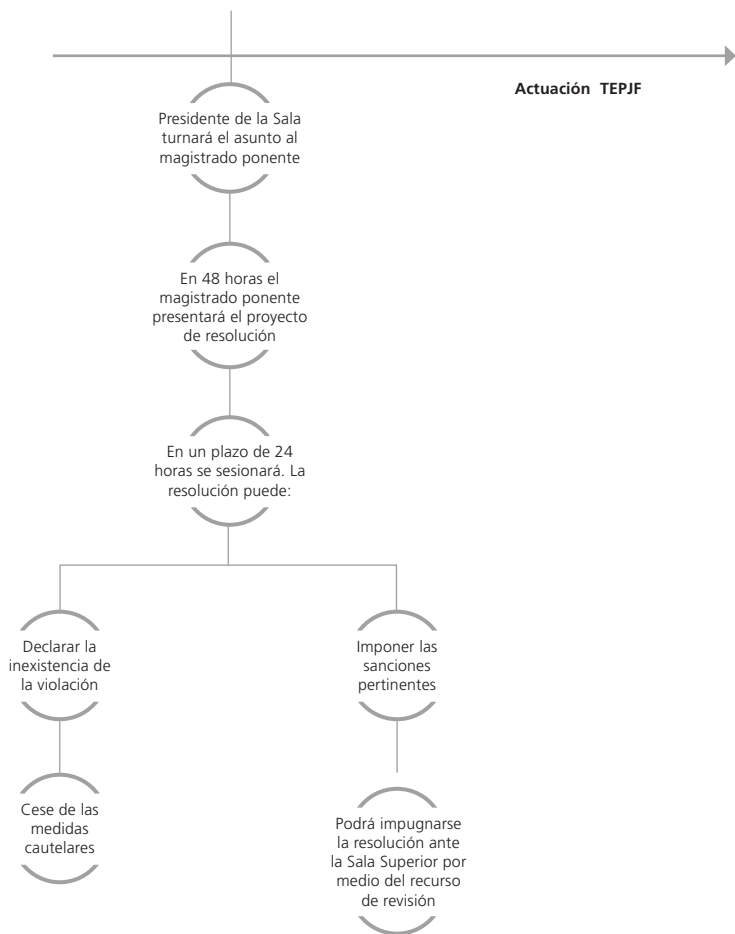 Actuación TEPJF
Presidente de la Sala
turnará el asunto al
magistrado ponente
En 48 horas el
magistrado ponente
presentará el proyecto
de resolución
En un plazo de 24
horas se sesionará. La
resolución puede:
Declarar la
inexistencia de
la violación
Imponer las
sanciones
pertinentes
Cese de las
medidas
cautelares
Podrá impugnarse
la resolución ante
la Sala Superior por
medio del recurso
de revisión